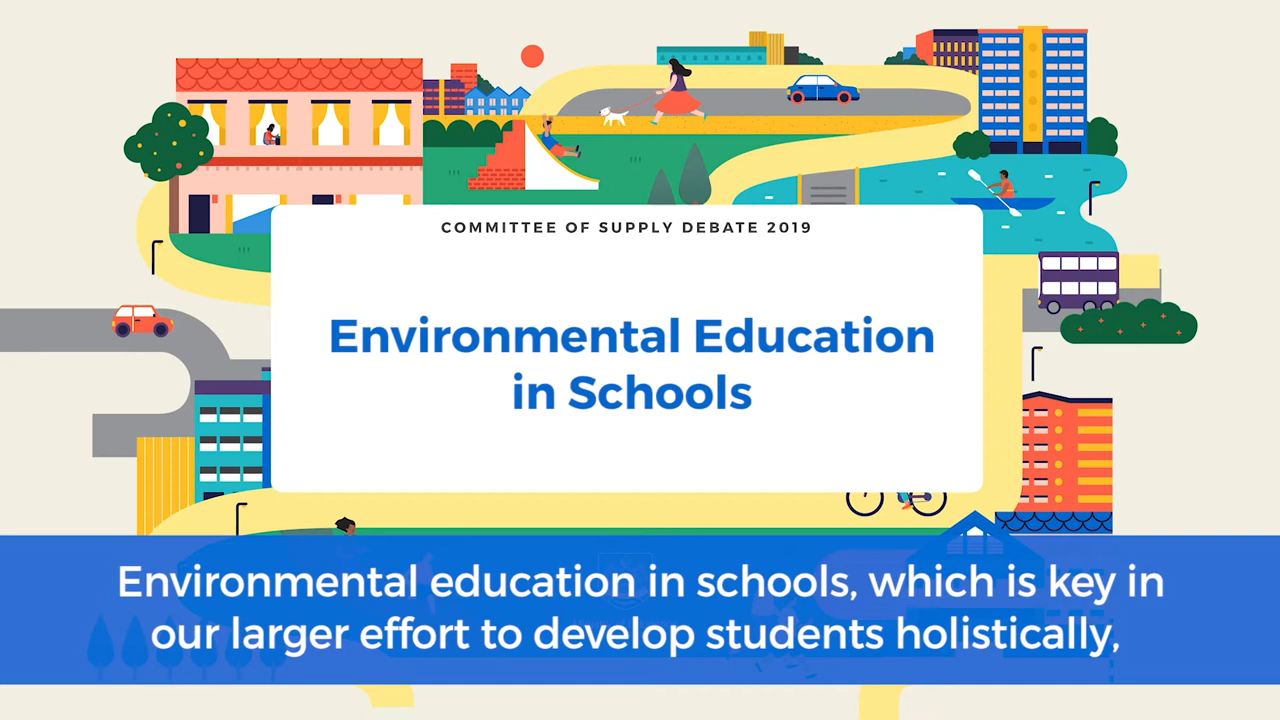 COMMITTEE OF SUPPLY DEBATE 2019
Environmental Education
in Schools
Environmental education in schools, which is key in
our larger effort to develop students holistically,